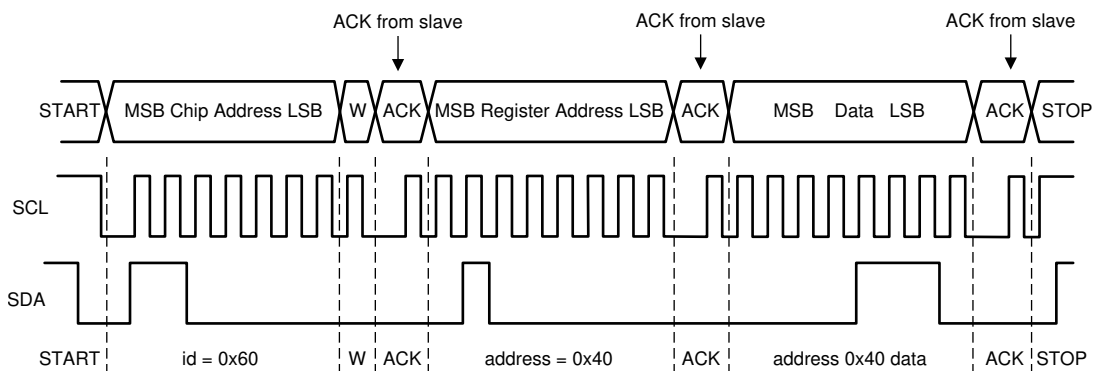 ACK from slave ACK from slave ACK from slave
START MSB Chip Address LSB W ACK MSB Register Address LSB ACK MSB Data LSB ACK STOP
SCL
SDA
START id = 0x60 W ACK address = 0x40 ACK address 0x40 data ACK STOP